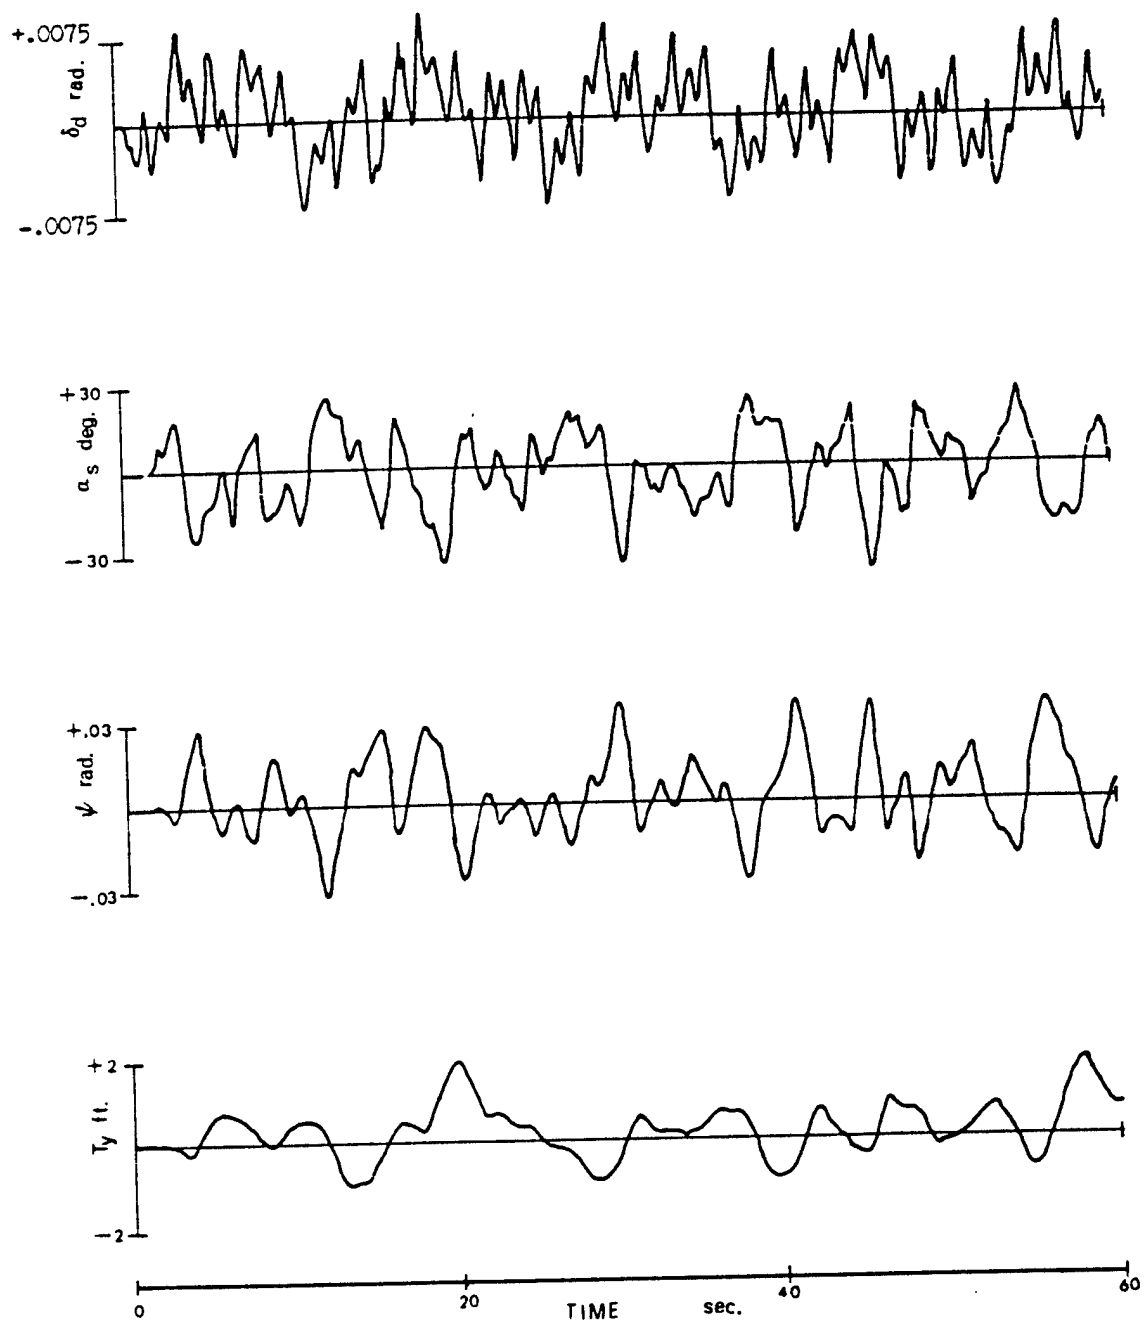 +.0075
δd rad.
-.0075
+30
αs deg.
-30
+.03
ψ rad.
-.03
+2
Ty ft.
-2
0 20 40 60
TIME sec.